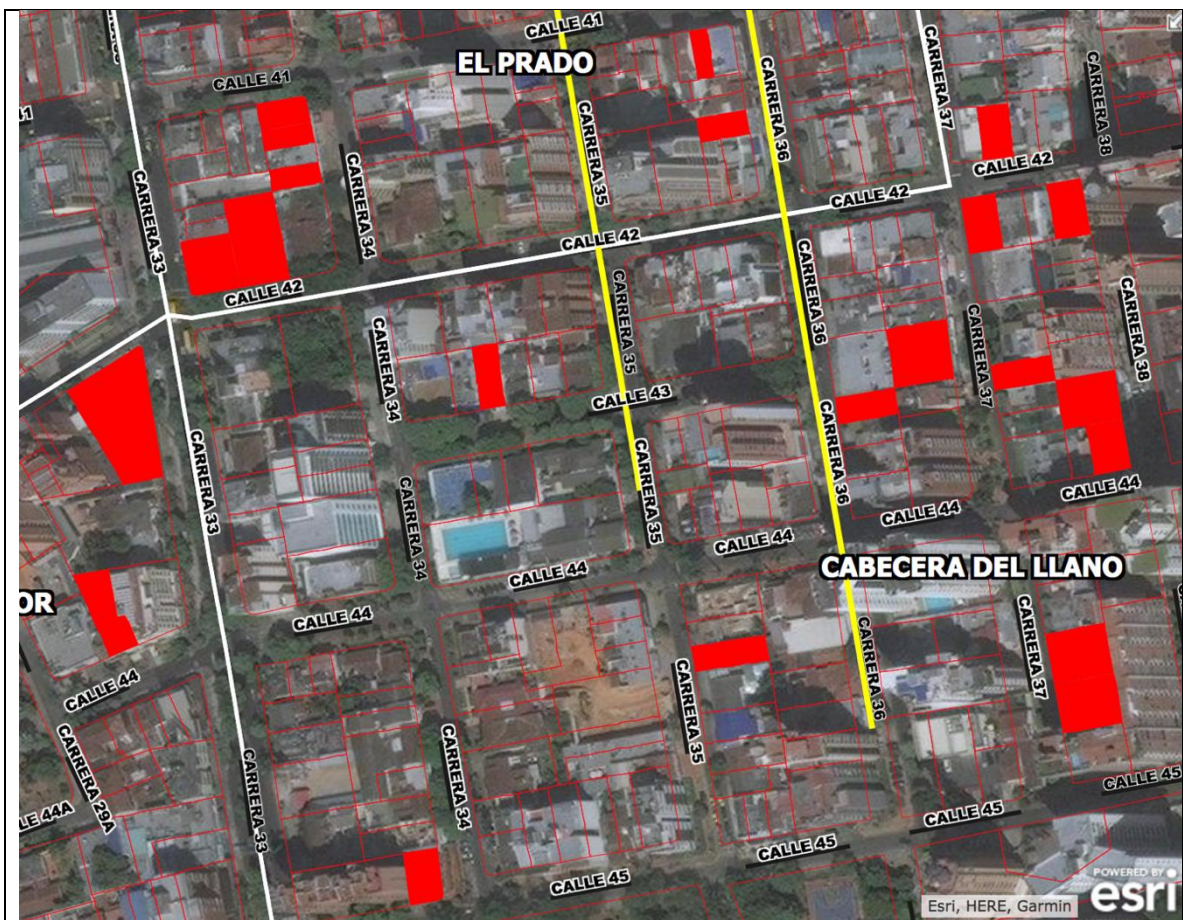 CALLE 41
EL PRADO
CALLE 41
CARRERA 37
CARRERA 38
CARRERA 36
CARRERA 35
CARRERA 34
CARRERA 33
CALLE 42
CALLE 42
CALLE 42
CALLE 42
CARRERA 35
CARRERA 36
CARRERA 38
CARRERA 34
CARRERA 37
CALLE 43
CARRERA 36
CARRERA 33
CARRERA 35
CARRERA 34
CALLE 44
CALLE 44
CALLE 44
CALLE 44
CABECERA DEL LLANO
OR
CALLE 44
CALLE 44
CARRERA 36
CARRERA 37
CARRERA 35
CARRERA 29A
CARRERA 34
CARRERA 33
LE 44A
CALLE 45
CALLE 45
CALLE 45
CALLE 45
POWERED BY
esri
Esri, HERE, Garmin